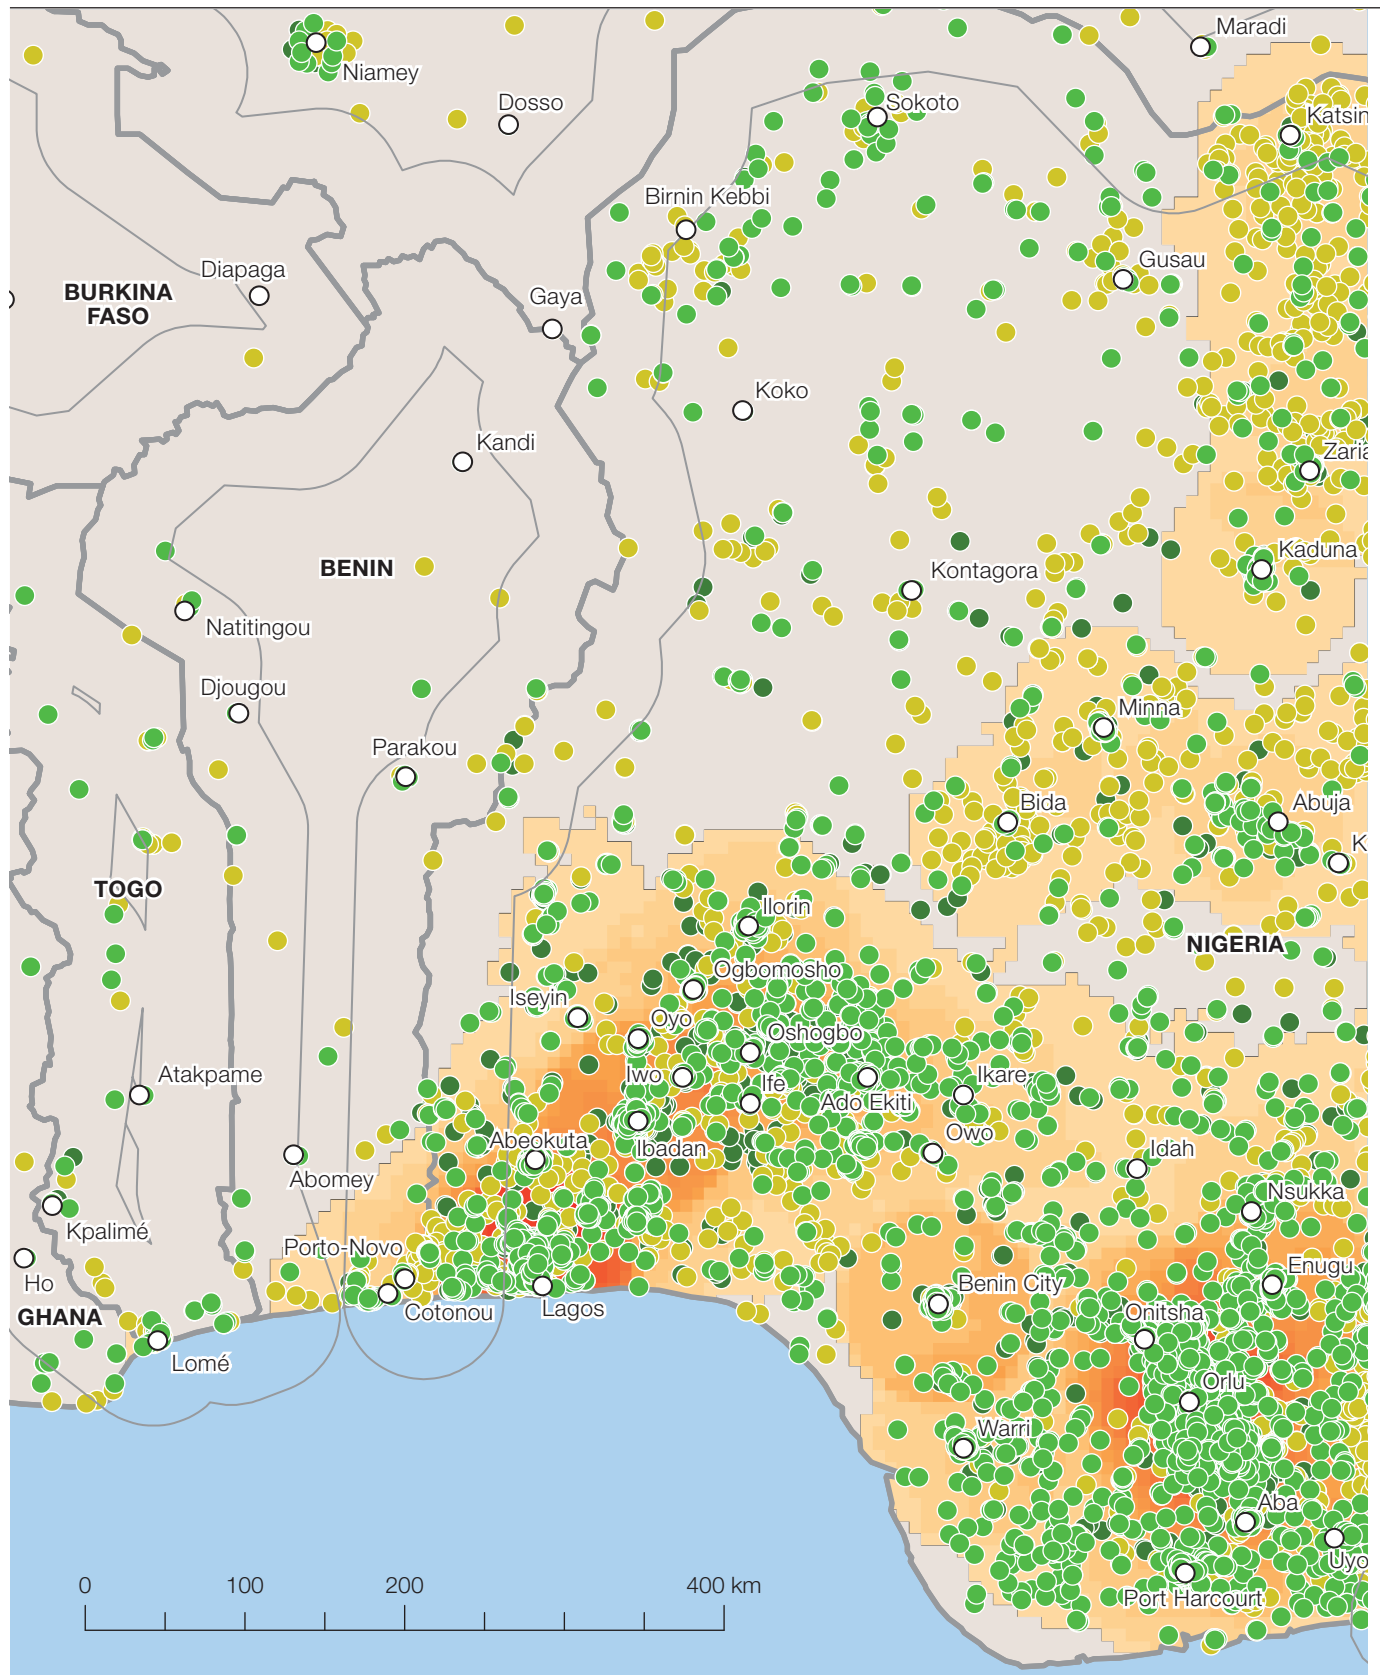 Maradi
Niamey
Dosso
Sokoto
Katsin
Birnin Kebbi
Gusau
Diapaga
BURKINA
FASO
Gaya
Koko
Kandi
Zaria
BENIN
Kaduna
Kontagora
Natitingou
Djougou
Minna
Parakou
Bida
Abuja
K
TOGO
Ilorin
NIGERIA
Ogbomosho
Iseyin
Oyo
Oshogbo
Atakpame
Iwo
Ife
Ikare
Ado Ekiti
Owo
Abeokuta
Ibadan
Idah
Abomey
Nsukka
Kpalimé
Porto-Novo
Enugu
Ho
Benin City
GHANA
Cotonou
Lagos
Onitsha
Lomé
Orlu
Warri
Aba
Uyo
0 100 200 400 km
Port Harcourt